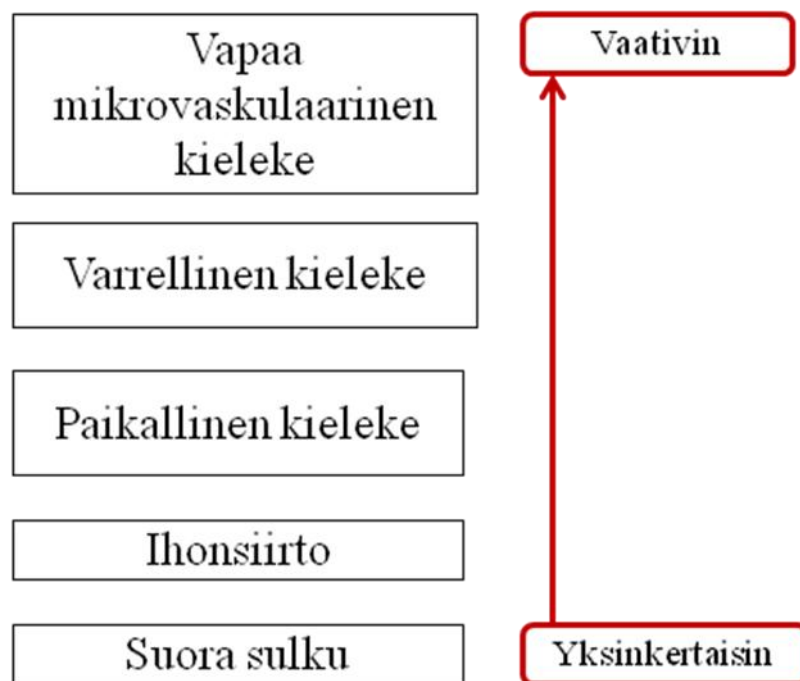 Vapaa
mikrovaskulaarinen
kieleke
Vaativin
Varrellinen kieleke
Paikallinen kieleke
Ihonsiirto
Suora sulku
Yksinkertaisin